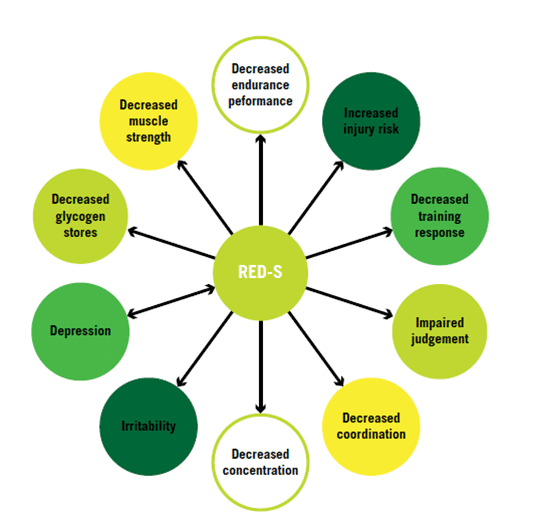 Decreased
endurance
peformance
Increased
injury risk
Decreased
training
response
Impaired
judgement
Decreased
coordination
Decreased
concentration
Irritability
Depression
Decreased
glycogen
stores
Decreased
muscle
strength
RED-S